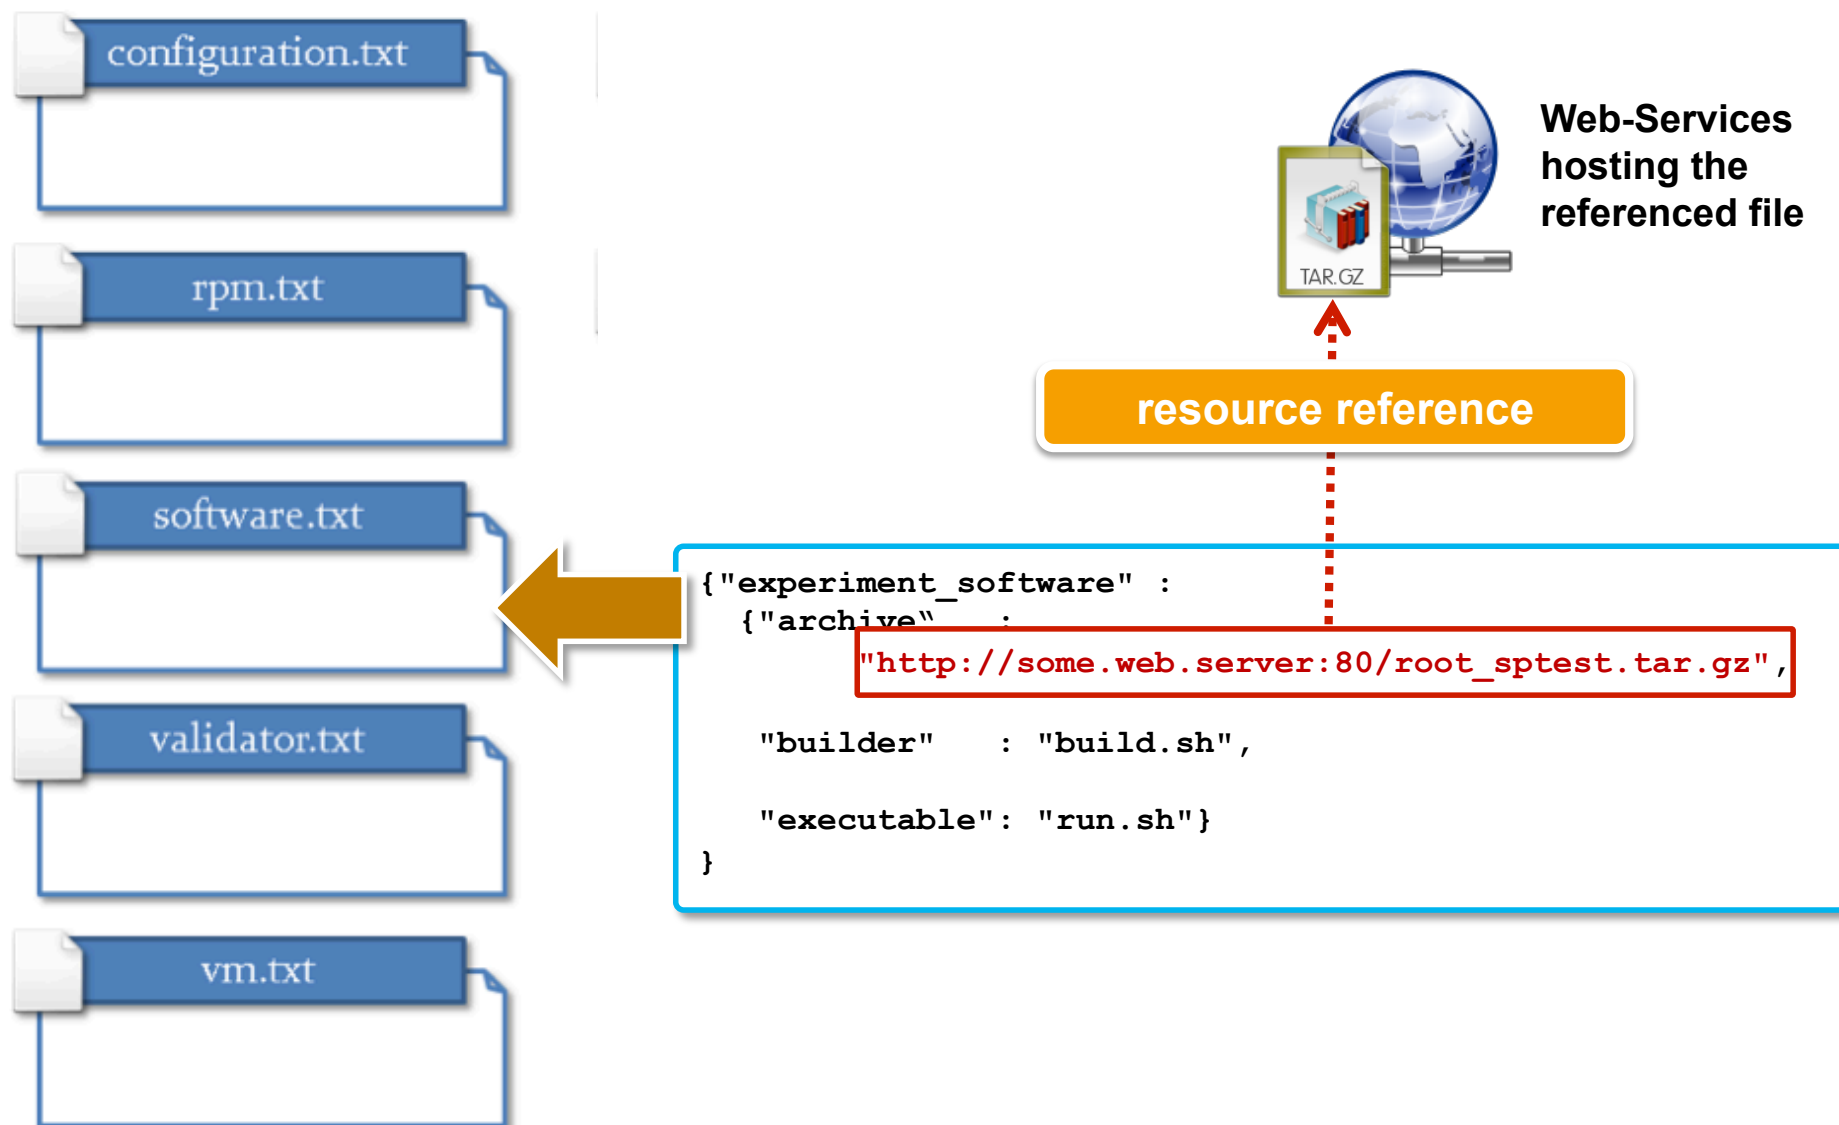 configuration.txt
rpm.txt
software.txt
validator.txt
vm.txt
Web-Services
hosting the
referenced file
TAR.GZ
resource reference
{"experiment_software" :
{"archive“ :
"http://some.web.server:80/root_sptest.tar.gz",
"builder" : "build.sh",
"executable": "run.sh"}
}